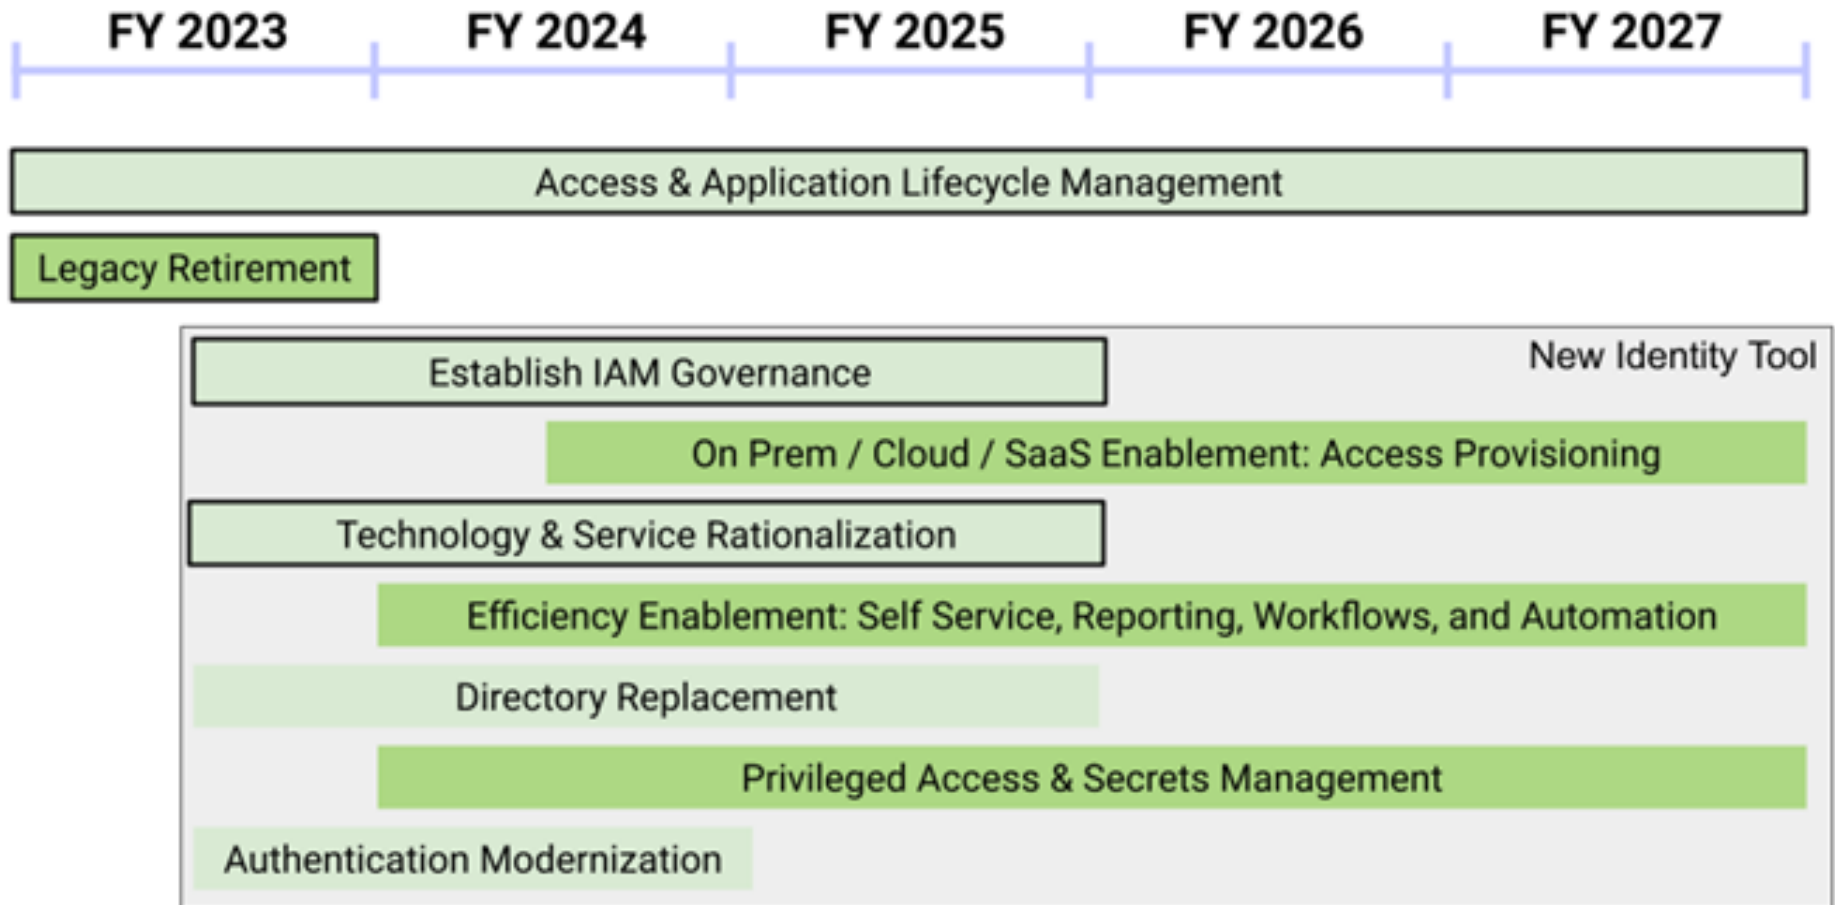 FY 2023 FY 2024 FY 2025 FY 2026 FY 2027
Access & Application Lifecycle Management
Legacy Retirement
New Identity Tool
Establish IAM Governance
On Prem / Cloud / SaaS Enablement: Access Provisioning
Technology & Service Rationalization
Efficiency Enablement: Self Service, Reporting, Workflows, and Automation
Directory Replacement
Privileged Access & Secrets Management
Authentication Modernization